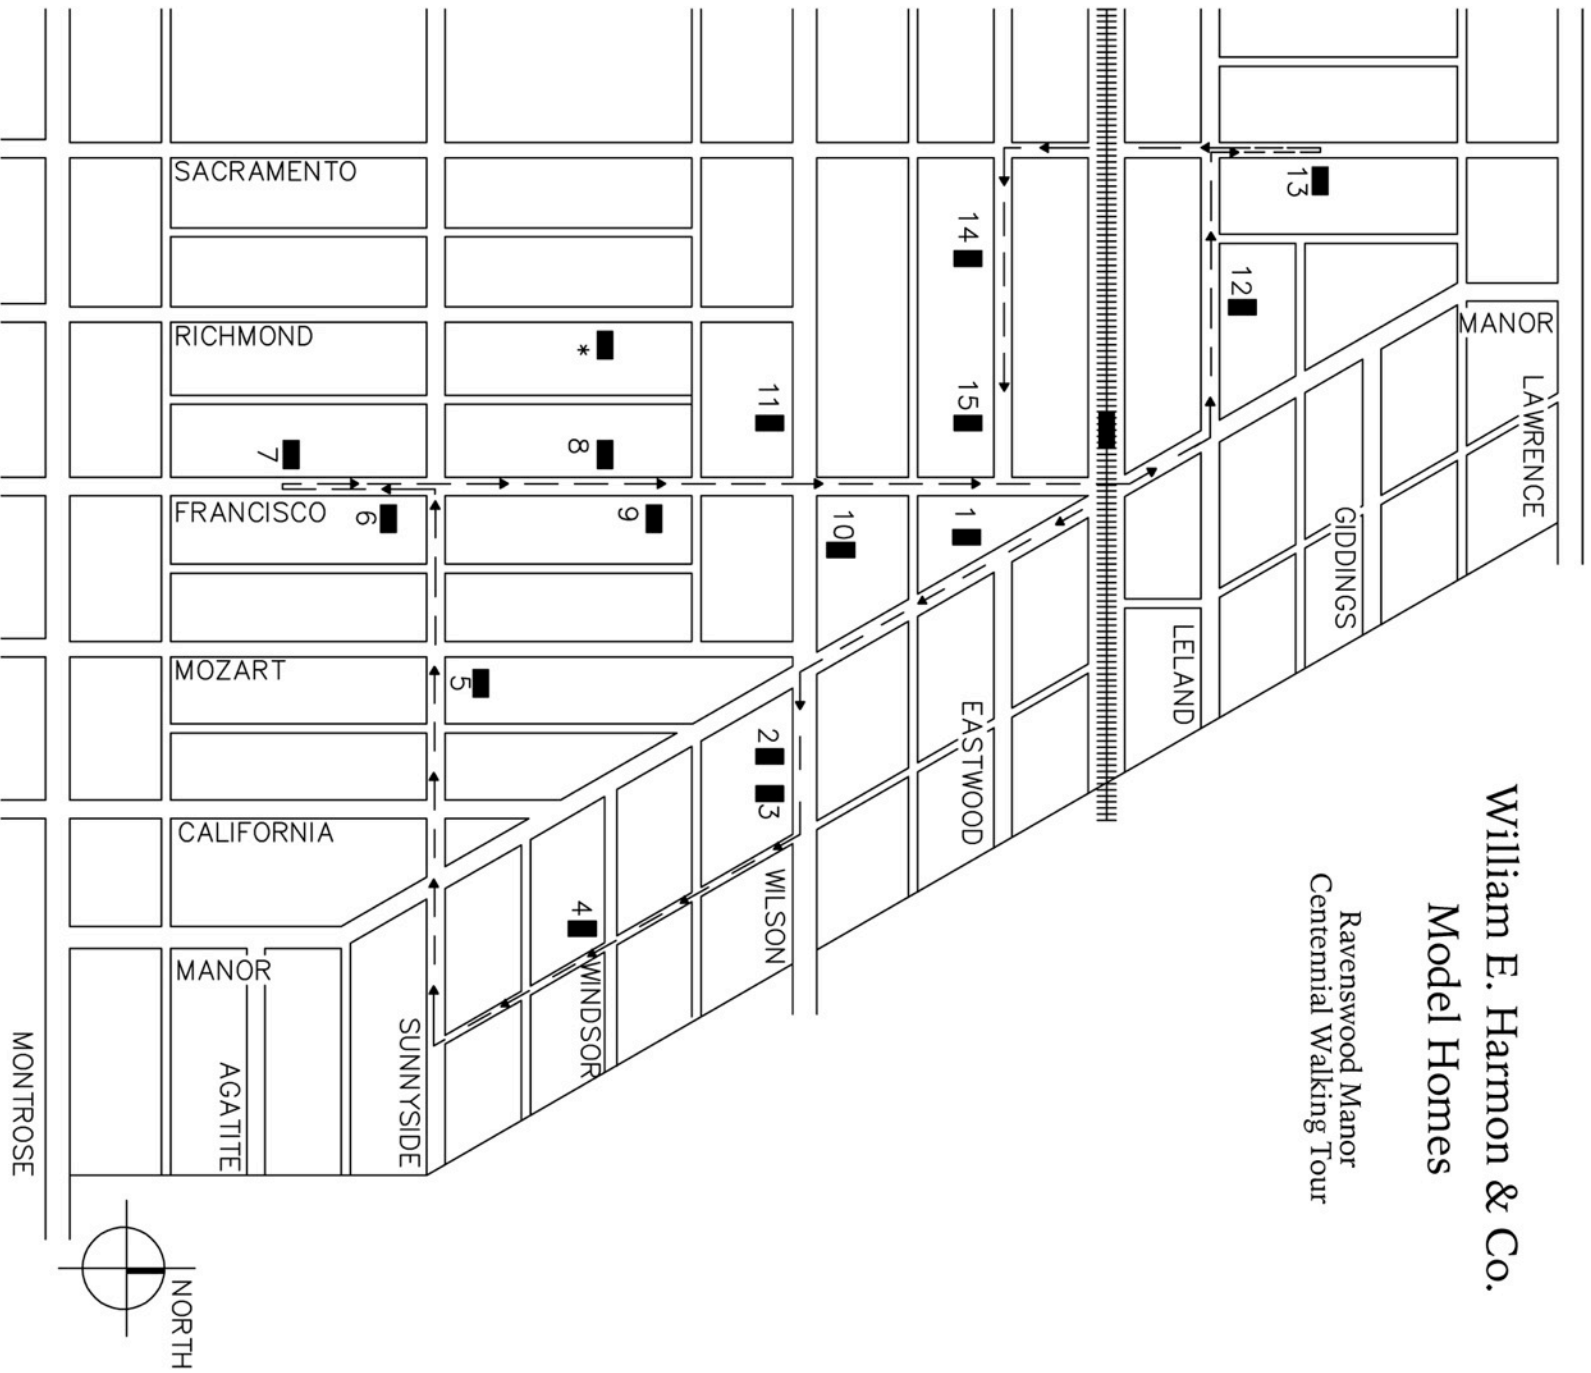 William E. Harmon & Co.
Model Homes
Ravenswood Manor
Centennial Walking Tour
SACRAMENTO
RICHMOND
FRANCISCO
MOZART
CALIFORNIA
MANOR
MANOR
LAWRENCE
GIDDINGS
LELAND
EASTWOOD
WILSON
WINDSOR
SUNNYSIDE
AGATITE
MONTROSE
NORTH
1
2
3
4
5
6
7
8
9
10
11
12
13
14
15
*